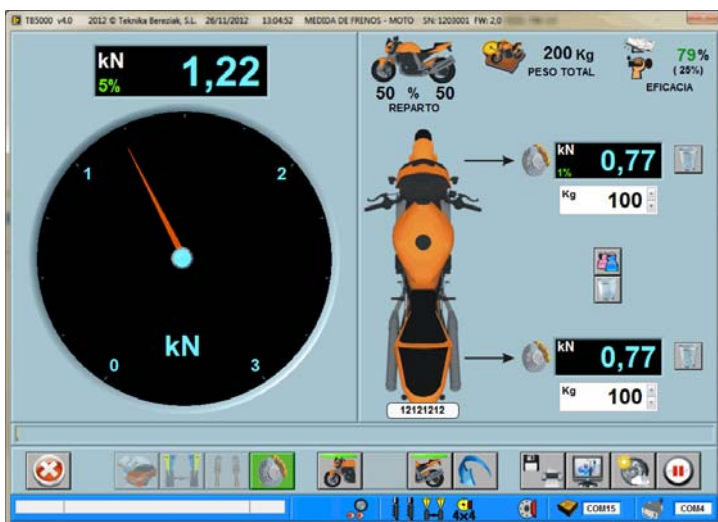 TB5000 v4.0 2012 © Teknika Bereziak, S.L. 26/11/2012 13:04:52 MEDIDA DE FRENOS - MOTO SN: 1203001 FW: 2,0
kN
5%
1,22
1
2
0
3
kN
50 % 50
REPARTO
200 Kg
PESO TOTAL
79%
(25%)
EFICACIA
kN
1%
0,77
Kg
100
kN
0,77
Kg
100
12121212
4x4
COM15
COM4